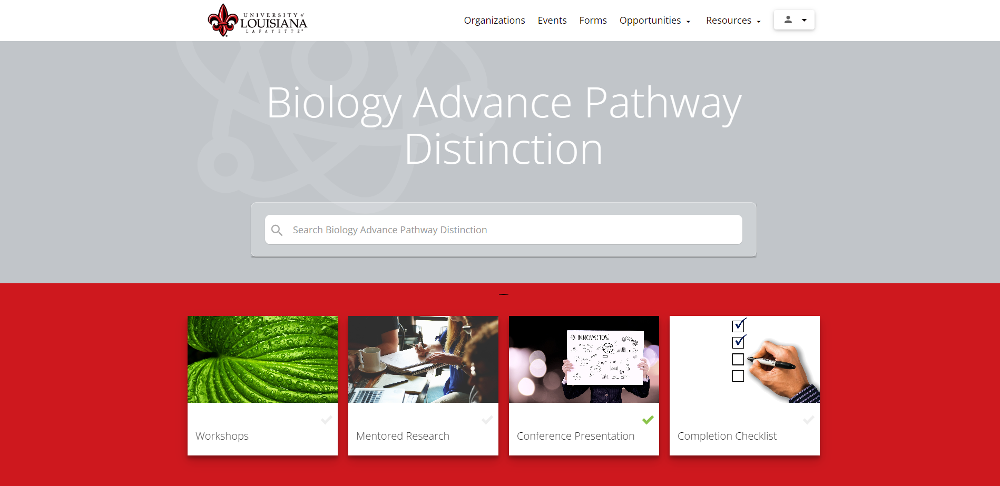 UNIVERSITY of
LOUISIANA
LAFAYETTE
Organizations Events Forms Opportunities Resources
Biology Advance Pathway
Distinction
Search Biology Advance Pathway Distinction
INNOVATION
Workshops
Mentored Research
Conference Presentation
Completion Checklist